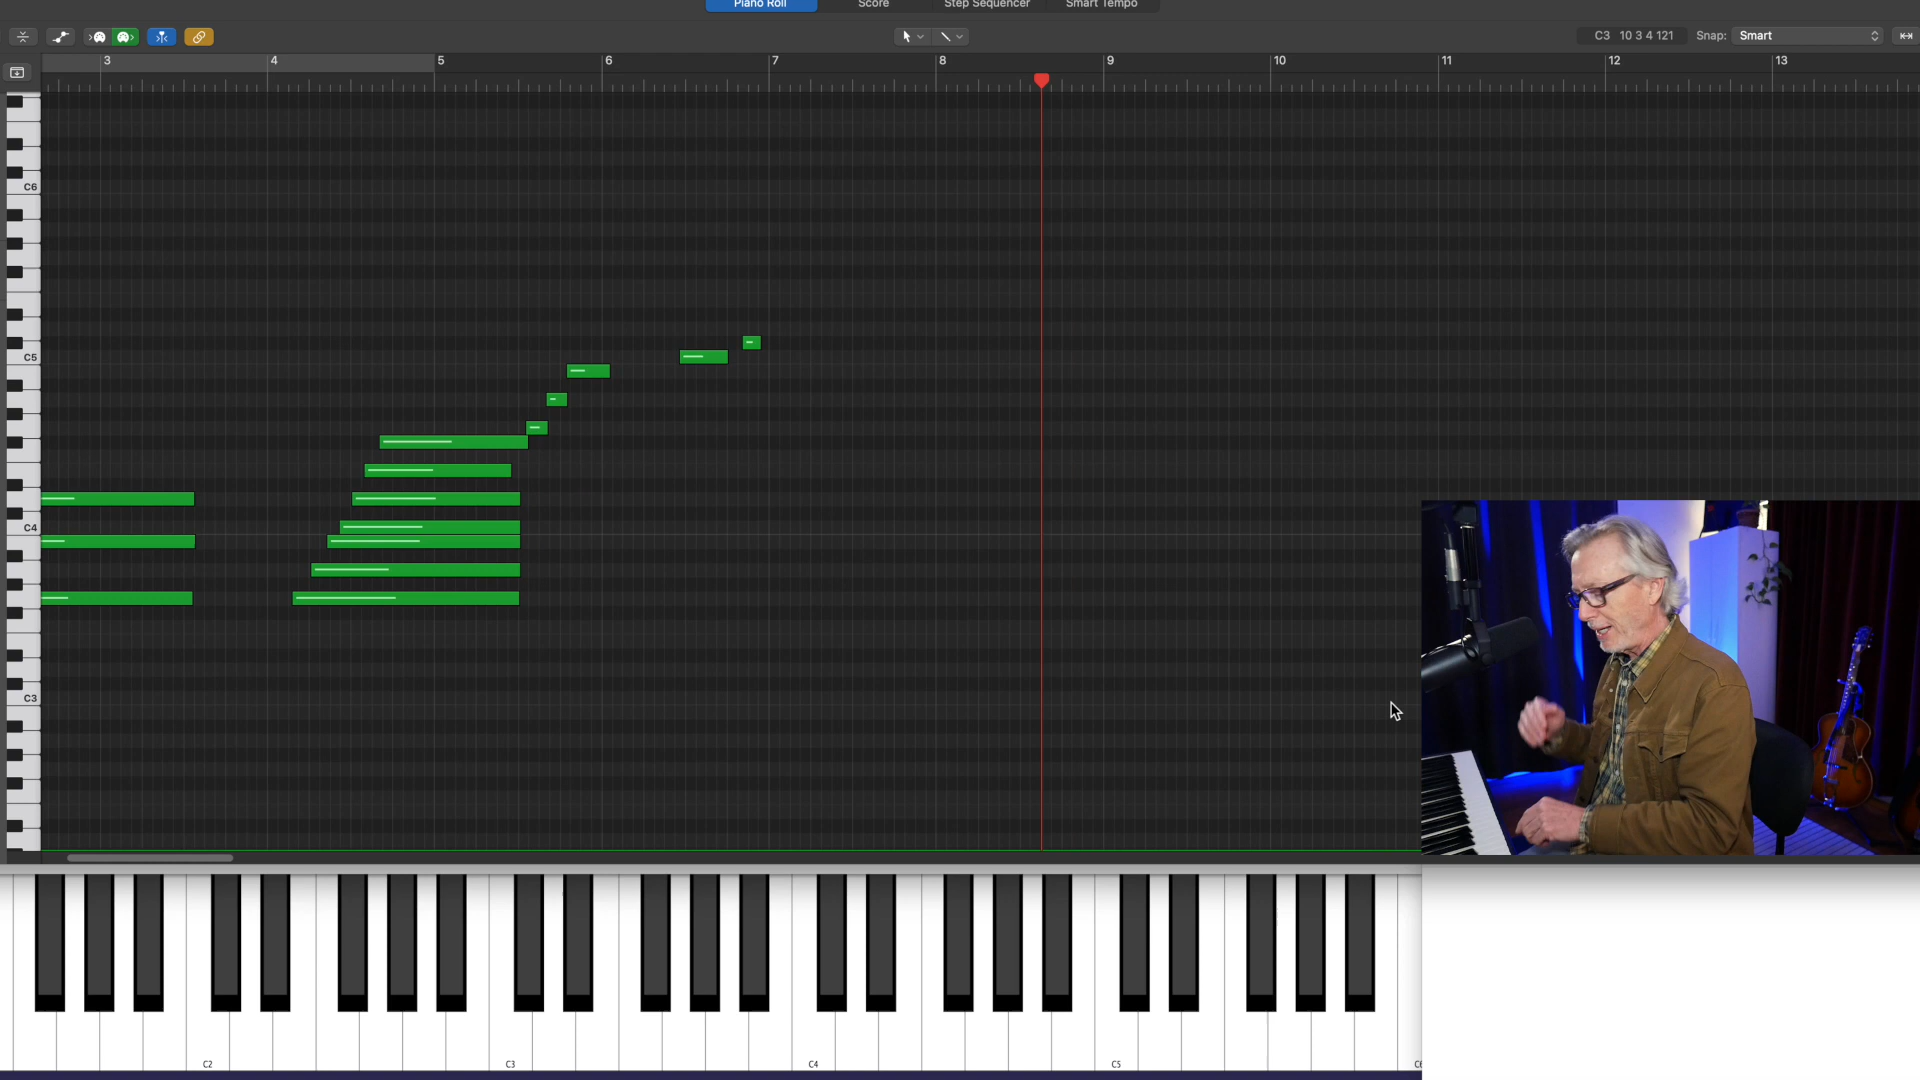 Piano Roll
Score
Step Sequencer
Smart Tempo
C3 10 3 4 121
Snap: Smart
3 4 5 6 7 8 9 10 11 12 13
C6
C5
C4
C3
C2 C3 C4 C5